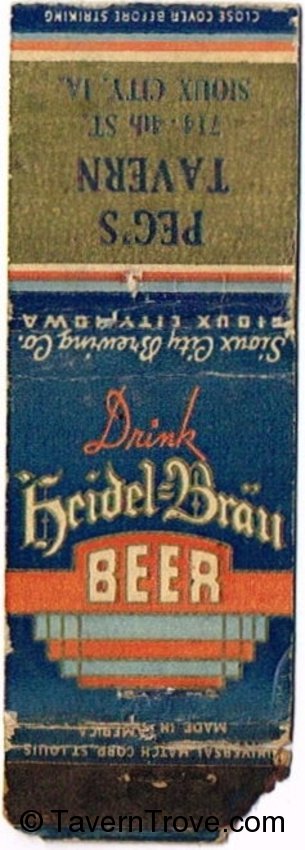 CLOSE COVER BEFORE STRIKING
PEG'S
TAVERN
714 - 4th ST.
SIOUX CITY, IA.
Sioux City Brewing Co.
SIOUX CITY, IOWA
Drink
Heidel-Bräu
BEER
MADE IN AMERICA
UNIVERSAL MATCH CORP. ST. LOUIS
© TavernTrove.com